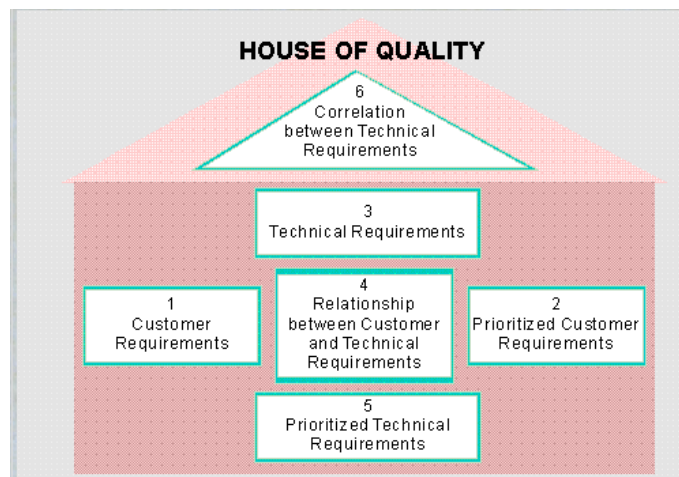 HOUSE OF QUALITY
6
Correlation
between Technical
Requirements
3
Technical Requirements
1
Customer
Requirements
4
Relationship
between Customer
and Technical
Requirements
2
Prioritized Customer
Requirements
5
Prioritized Technical
Requirements